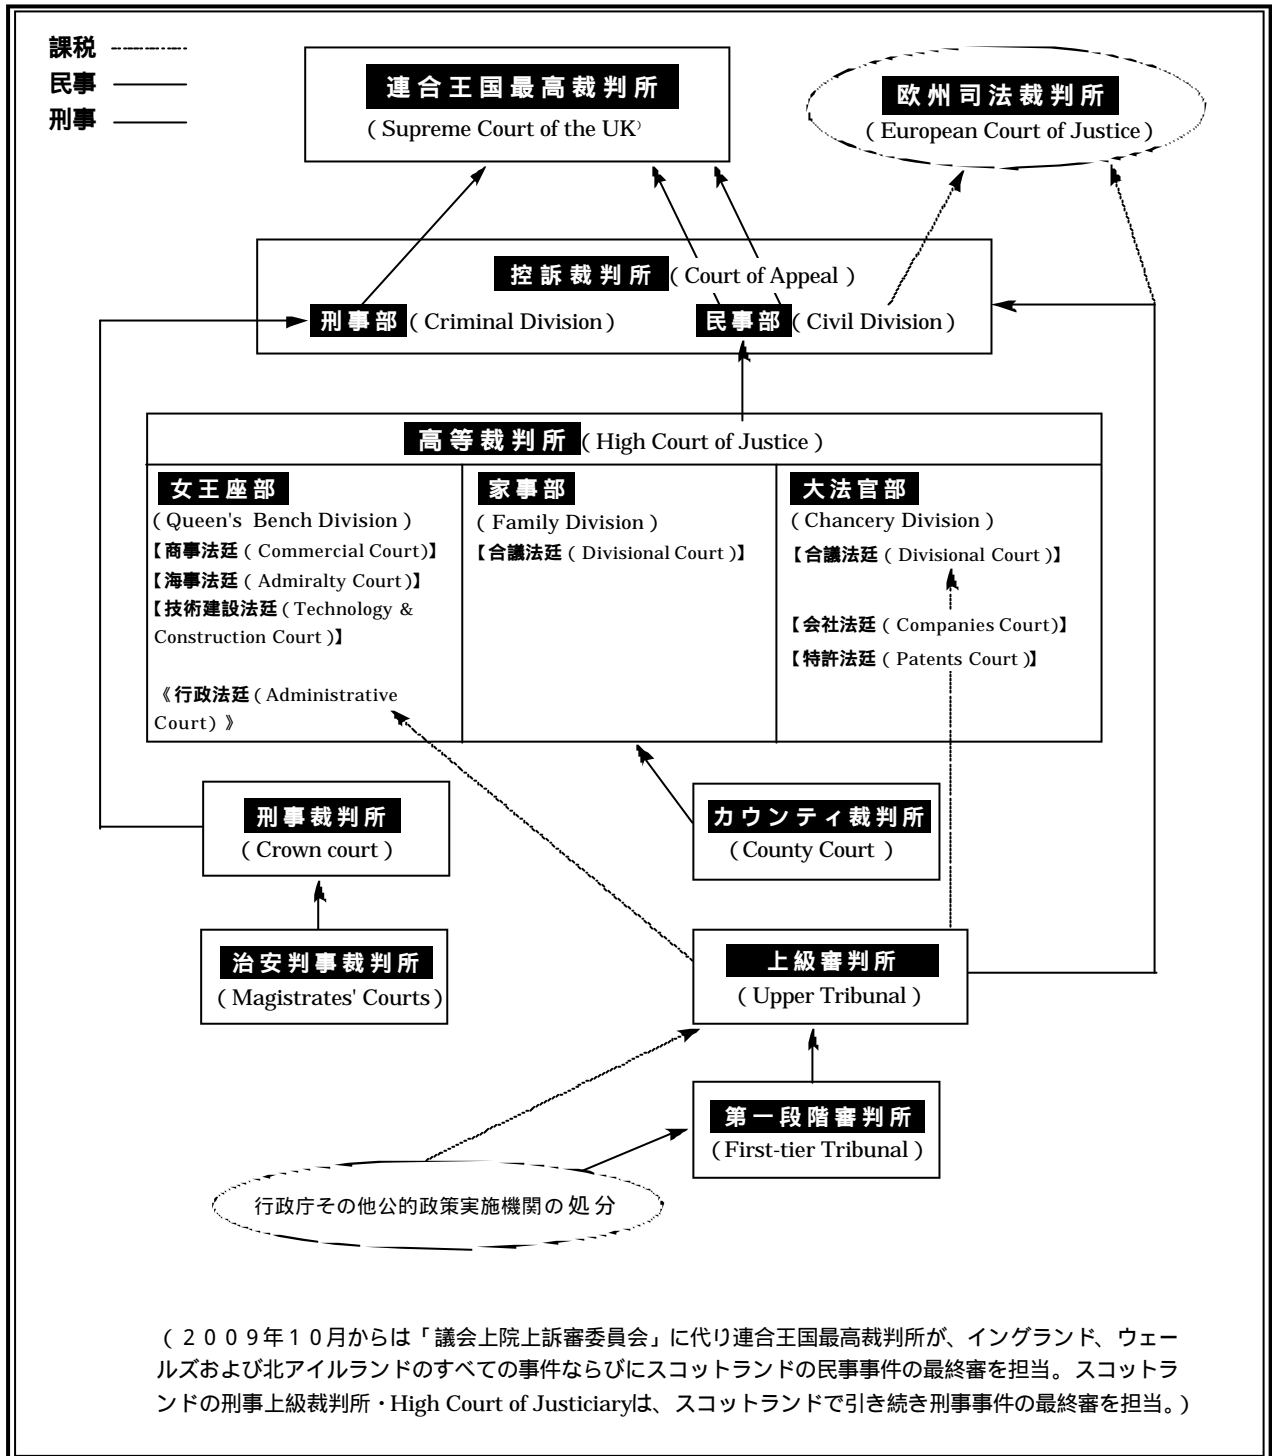 課税
民事
刑事
連合王国最高裁判所
( Supreme Court of the UK)
欧州司法裁判所
( European Court of Justice )
控訴裁判所 ( Court of Appeal )
刑事部 ( Criminal Division )
民事部 ( Civil Division )
高等裁判所 ( High Court of Justice )
女王座部
( Queen's Bench Division )
【商事法廷 ( Commercial Court)】
【海事法廷 ( Admiralty Court)】
【技術建設法廷 ( Technology &
Construction Court )】
《 行政法廷 ( Administrative
Court) 》
家事部
( Family Division )
【合議法廷 ( Divisional Court )】
大法官部
( Chancery Division )
【合議法廷 ( Divisional Court )】
【会社法廷 ( Companies Court)】
【特許法廷 ( Patents Court )】
刑事裁判所
( Crown court )
カウンティ裁判所
( County Court )
治安判事裁判所
( Magistrates' Courts)
上級審判所
( Upper Tribunal )
第一段階審判所
( First-tier Tribunal )
行政庁その他公的政策実施機関の処分
( 2009年10月からは「議会上院上訴審委員会」に代り連合王国最高裁判所が、イングランド、ウェー
ルズおよび北アイルランドのすべての事件ならびにスコットランドの民事事件の最終審を担当。スコットラ
ンドの刑事上級裁判所・High Court of Justiciaryは、スコットランドで引き続き刑事事件の最終審を担当。)